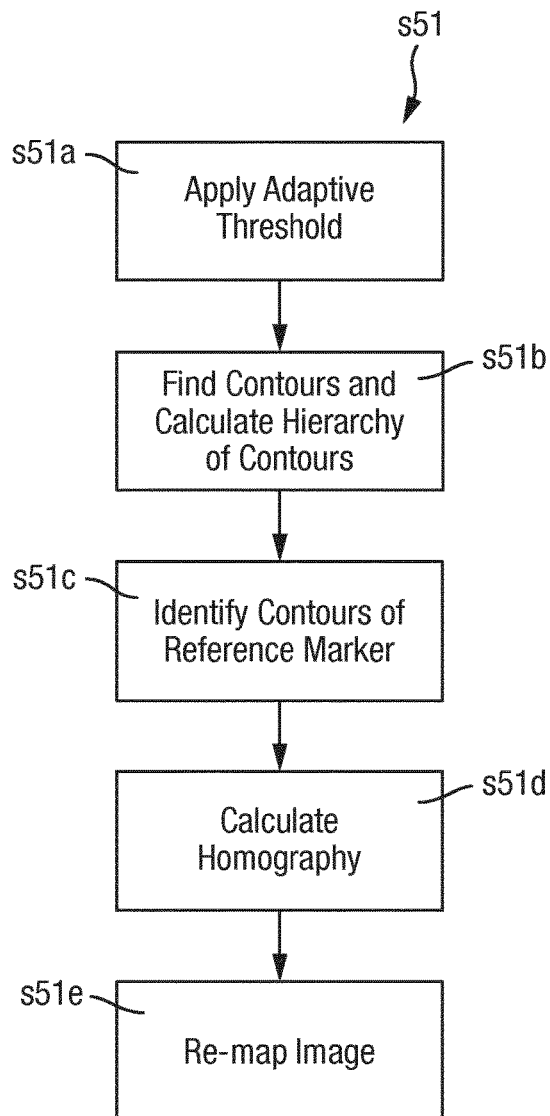 s51
s51a
Apply Adaptive
Threshold
s51b
Find Contours and
Calculate Hierarchy
of Contours
s51c
Identify Contours of
Reference Marker
s51d
Calculate
Homography
s51e
Re-map Image